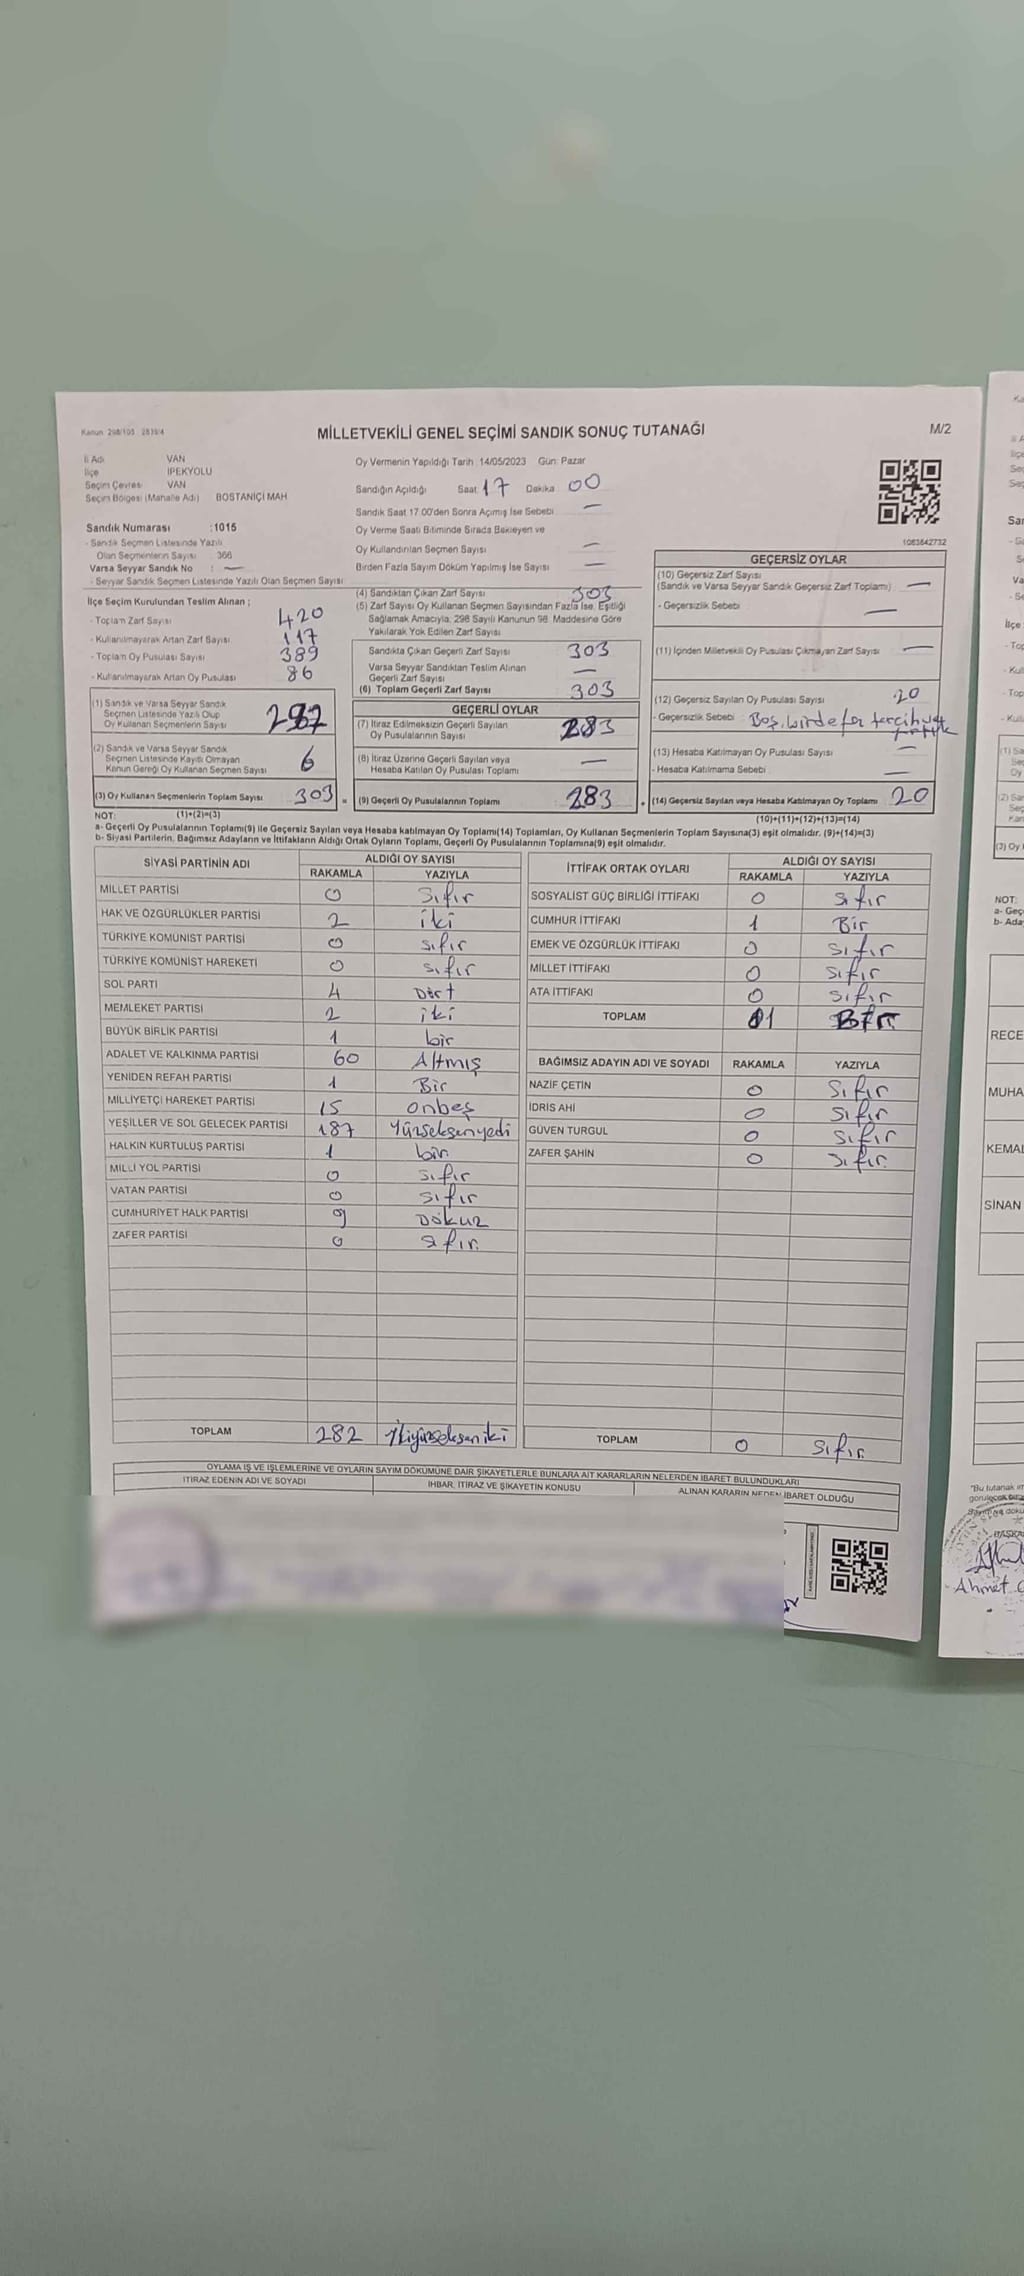 Kanun 298/105 2839/4
MİLLETVEKİLİ GENEL SEÇİMİ SANDIK SONUÇ TUTANAĞI
M/2
İl Adı VAN
İlçe İPEKYOLU
Seçim Çevresi VAN
Seçim Bölgesi (Mahalle Adı) BOSTANİÇİ MAH
Sandık Numarası :1015
- Sandık Seçmen Listesinde Yazılı
Olan Seçmenlerin Sayısı : 366
Varsa Seyyar Sandık No : —
- Seyyar Sandık Seçmen Listesinde Yazılı Olan Seçmen Sayısı
İlçe Seçim Kurulundan Teslim Alınan ;
- Toplam Zarf Sayısı 420
- Kullanılmayarak Artan Zarf Sayısı 117
- Toplam Oy Pusulası Sayısı 389
- Kullanılmayarak Artan Oy Pusulası 86
(1) Sandık ve Varsa Seyyar Sandık
Seçmen Listesinde Yazılı Olup
Oy Kullanan Seçmenlerin Sayısı
(2) Sandık ve Varsa Seyyar Sandık
Seçmen Listesinde Kayıtlı Olmayan
Kanun Gereği Oy Kullanan Seçmen Sayısı 6
(3) Oy Kullanan Seçmenlerin Toplam Sayısı 303
(1)+(2)=(3)
Oy Vermenin Yapıldığı Tarih :14/05/2023 Gün: Pazar
Sandığın Açıldığı Saat: 17 Dakika 00
Sandık Saat 17.00'den Sonra Açımış İse Sebebi —
Oy Verme Saati Bitiminde Sırada Bekleyen ve
Oy Kullandırılan Seçmen Sayısı —
Birden Fazla Sayım Döküm Yapılmış İse Sayısı —
(4) Sandıktan Çıkan Zarf Sayısı 303
(5) Zarf Sayısı Oy Kullanan Seçmen Sayısından Fazla İse, Eşitliği
Sağlamak Amacıyla, 298 Sayılı Kanunun 98. Maddesine Göre
Yakılarak Yok Edilen Zarf Sayısı
Sandıkta Çıkan Geçerli Zarf Sayısı 303
Varsa Seyyar Sandıktan Teslim Alınan
Geçerli Zarf Sayısı —
(6) Toplam Geçerli Zarf Sayısı 303
GEÇERLİ OYLAR
(7) İtiraz Edilmeksizin Geçerli Sayılan
Oy Pusulalarının Sayısı 283
(8) İtiraz Üzerine Geçerli Sayılan veya
Hesaba Katılan Oy Pusulası Toplamı —
(9) Geçerli Oy Pusulalarının Toplamı 283
1063642732
GEÇERSİZ OYLAR
(10) Geçersiz Zarf Sayısı
(Sandık ve Varsa Seyyar Sandık Geçersiz Zarf Toplamı) —
- Geçersizlik Sebebi —
(11) İçinden Milletvekili Oy Pusulası Çıkmayan Zarf Sayısı —
(12) Geçersiz Sayılan Oy Pusulası Sayısı 20
- Geçersizlik Sebebi : Boş, birde
(13) Hesaba Katılmayan Oy Pusulası Sayısı —
- Hesaba Katılmama Sebebi —
(14) Geçersiz Sayılan veya Hesaba Katılmayan Oy Toplamı 20
(10)+(11)+(12)+(13)=(14)
NOT:
a- Geçerli Oy Pusulalarının Toplamı(9) ile Geçersiz Sayılan veya Hesaba katılmayan Oy Toplamı(14) Toplamları, Oy Kullanan Seçmenlerin Toplam Sayısına(3) eşit olmalıdır. (9)+(14)=(3)
b- Siyasi Partilerin, Bağımsız Adayların ve İttifakların Aldığı Ortak Oyların Toplamı, Geçerli Oy Pusulalarının Toplamına(9) eşit olmalıdır.
SİYASİ PARTİNİN ADI ALDIĞI OY SAYISI
RAKAMLA YAZIYLA
MİLLET PARTİSİ 0 Sıfır
HAK VE ÖZGÜRLÜKLER PARTİSİ 2 iki
TÜRKİYE KOMÜNİST PARTİSİ 0 sıfır
TÜRKİYE KOMÜNİST HAREKETİ 0 sıfır
SOL PARTİ 4 Dört
MEMLEKET PARTİSİ 2 iki
BÜYÜK BİRLİK PARTİSİ 1 bir
ADALET VE KALKINMA PARTİSİ 60 Altmış
YENİDEN REFAH PARTİSİ 1 Bir
MİLLİYETÇİ HAREKET PARTİSİ 15 onbeş
YEŞİLLER VE SOL GELECEK PARTİSİ 187 Yüzseksenyedi
HALKIN KURTULUŞ PARTİSİ 1 bir
MİLLİ YOL PARTİSİ 0 sıfır
VATAN PARTİSİ 0 sıfır
CUMHURİYET HALK PARTİSİ 9 Dokuz
ZAFER PARTİSİ 0 sıfır.
TOPLAM 282 ikiyüzseksen iki
İTTİFAK ORTAK OYLARI ALDIĞI OY SAYISI
RAKAMLA YAZIYLA
SOSYALİST GÜÇ BİRLİĞİ İTTİFAKI 0 sıfır
CUMHUR İTTİFAKI 1 Bir
EMEK VE ÖZGÜRLÜK İTTİFAKI 0 sıfır
MİLLET İTTİFAKI 0 sıfır
ATA İTTİFAKI 0 sıfır
TOPLAM 01 Bir
BAĞIMSIZ ADAYIN ADI VE SOYADI RAKAMLA YAZIYLA
NAZİF ÇETİN 0 Sıfır
İDRİS AHİ 0 Sıfır
GÜVEN TURGUL 0 sıfır
ZAFER ŞAHİN 0 sıfır.
TOPLAM 0 sıfır.
OYLAMA İŞ VE İŞLEMLERİNE VE OYLARIN SAYIM DÖKÜMÜNE DAİR ŞİKAYETLERLE BUNLARA AİT KARARLARIN NELERDEN İBARET BULUNDUKLARI
İTİRAZ EDENİN ADI VE SOYADI İHBAR, İTİRAZ VE ŞİKAYETİN KONUSU ALINAN KARARIN NEDEN İBARET OLDUĞU
NOT:
RECE
MUHA
KEMAL
SİNAN
"Bu tutanak
Ahmet